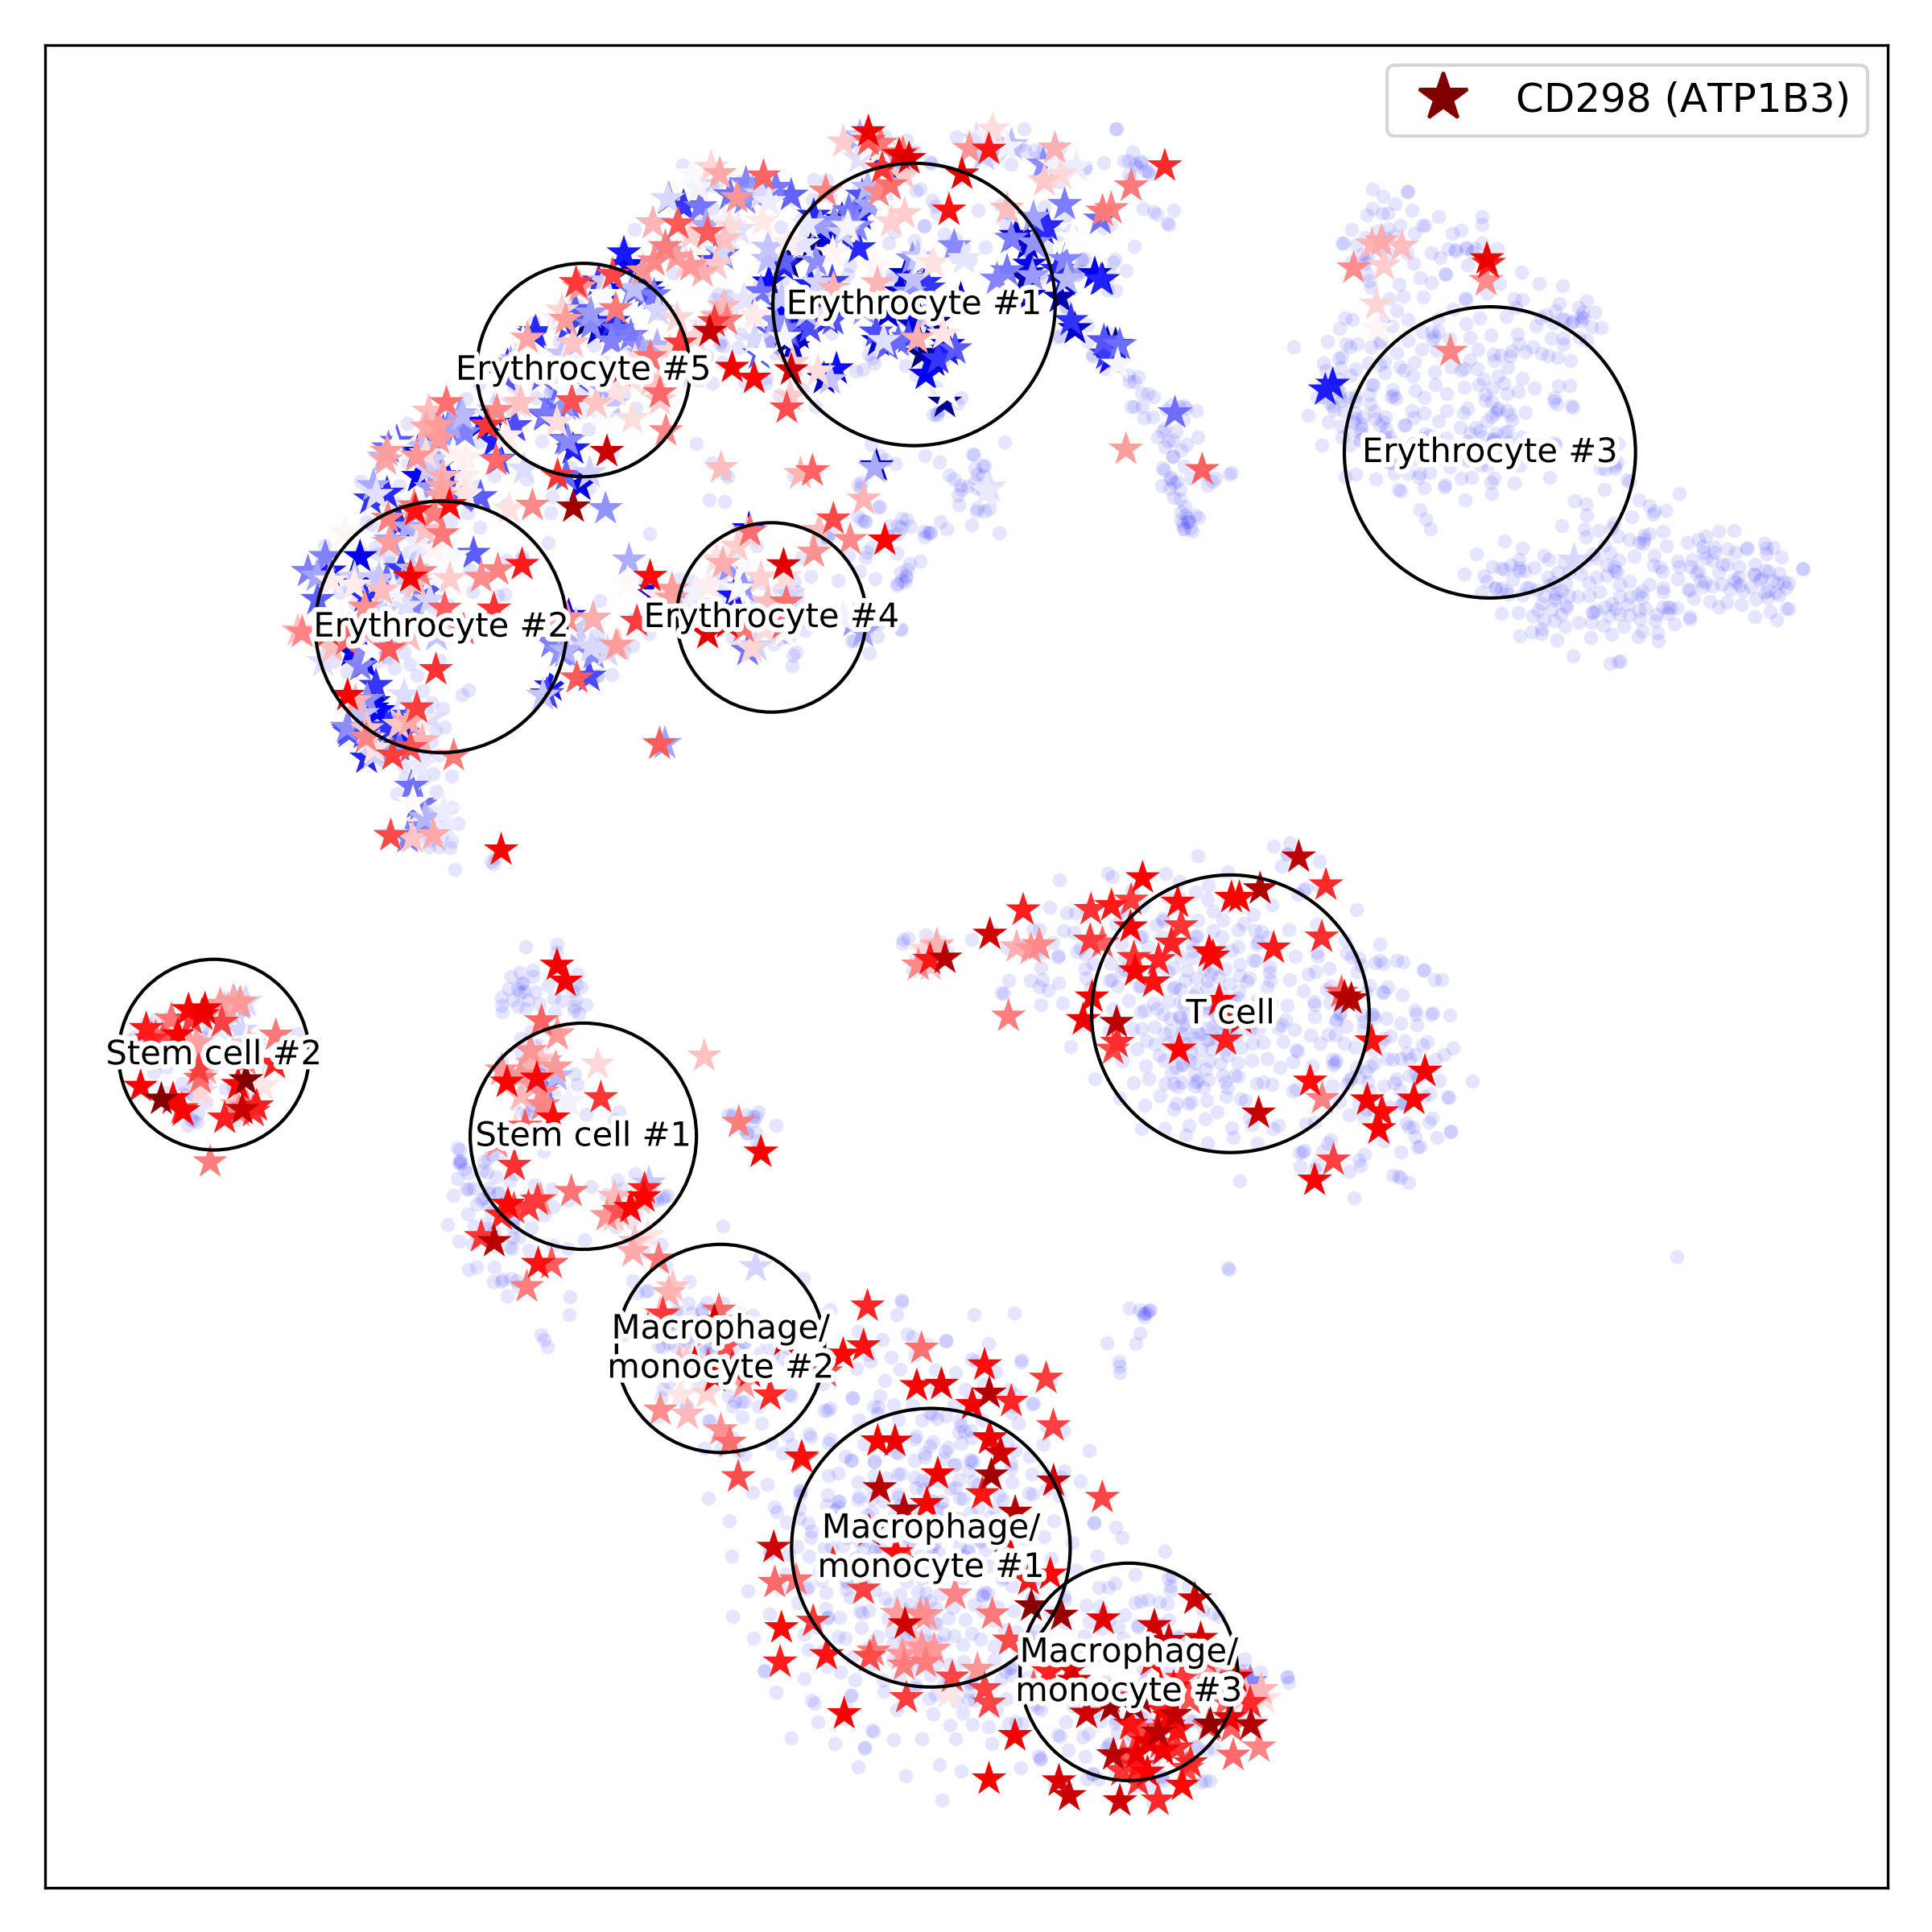 CD298 (ATP1B3)
Erythrocyte #1
Erythrocyte #5
Erythrocyte #3
Erythrocyte #4
Erythrocyte #2
T cell
Stem cell #2
Stem cell #1
Macrophage/
monocyte #2
Macrophage/
monocyte #1
Macrophage/
monocyte #3